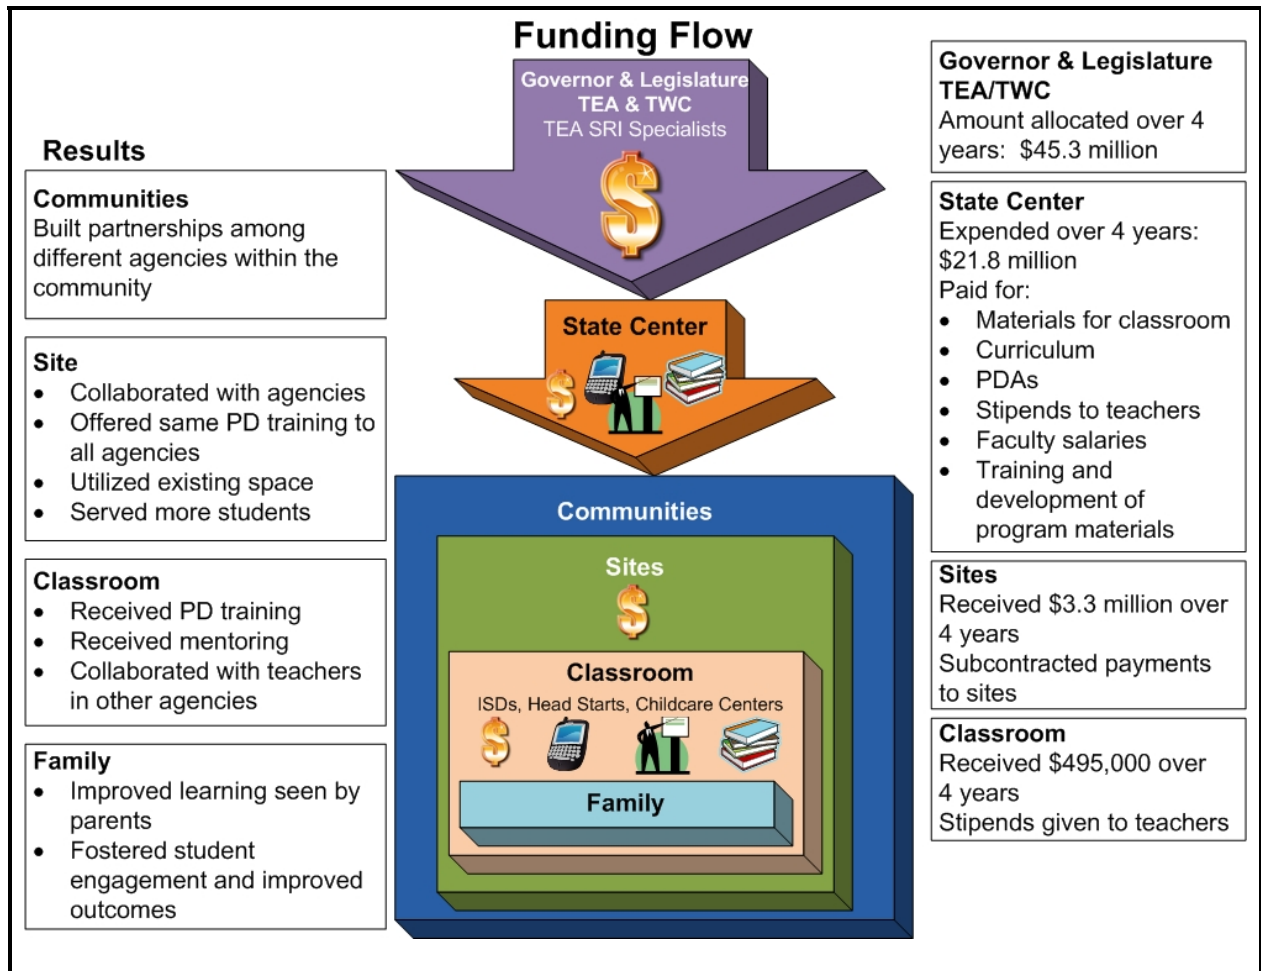 Funding Flow
Results
Communities
Built partnerships among
different agencies within the
community
Site
• Collaborated with agencies
• Offered same PD training to
all agencies
• Utilized existing space
• Served more students
Classroom
• Received PD training
• Received mentoring
• Collaborated with teachers
in other agencies
Family
• Improved learning seen by
parents
• Fostered student
engagement and improved
outcomes
Governor & Legislature
TEA & TWC
TEA SRI Specialists
$
State Center
$
Communities
Sites
$
Classroom
ISDs, Head Starts, Childcare Centers
$
Family
Governor & Legislature
TEA/TWC
Amount allocated over 4
years: $45.3 million
State Center
Expended over 4 years:
$21.8 million
Paid for:
• Materials for classroom
• Curriculum
• PDAs
• Stipends to teachers
• Faculty salaries
• Training and
development of
program materials
Sites
Received $3.3 million over
4 years
Subcontracted payments
to sites
Classroom
Received $495,000 over
4 years
Stipends given to teachers